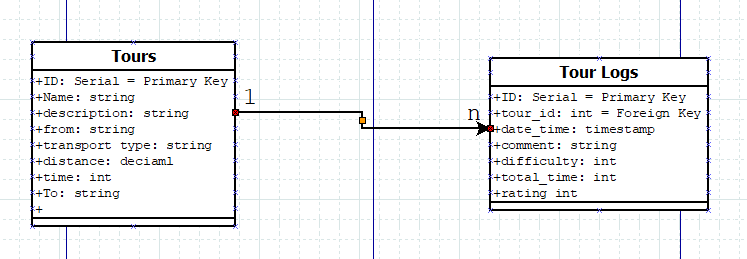 Tours
+ID: Serial = Primary Key
+Name: string
+description: string
+from: string
+transport type: string
+distance: deciaml
+time: int
+To: string
+
1
n
Tour Logs
+ID: Serial = Primary Key
+tour_id: int = Foreign Key
+date_time: timestamp
+comment: string
+difficulty: int
+total_time: int
+rating int